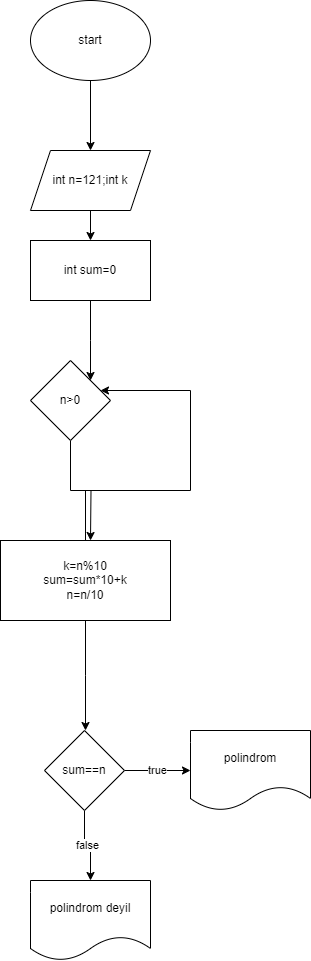 start
int n=121;int k
int sum=0
n>0
k=n%10
sum=sum*10+k
n=n/10
sum==n
true
polindrom
false
polindrom deyil